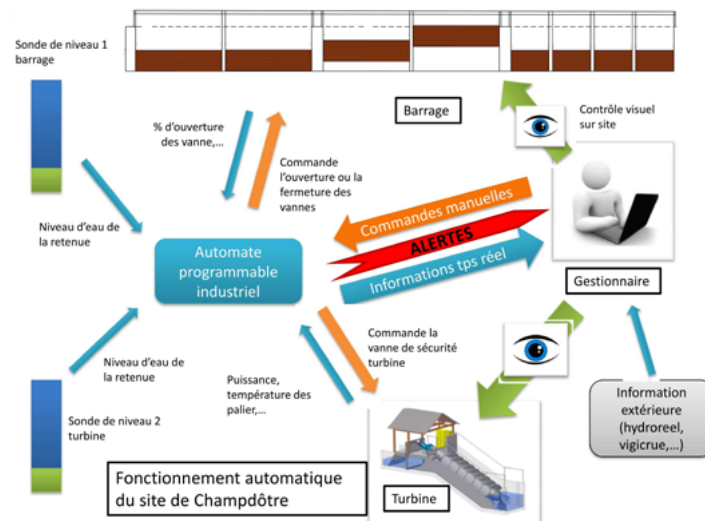 Sonde de niveau 1
barrage
Barrage
Contrôle visuel
sur site
% d'ouverture
des vanne,...
Commande
l'ouverture ou la
fermeture des
vannes
Niveau d'eau de
la retenue
Automate
programmable
industriel
Commandes manuelles
ALERTES
Informations tps réel
Gestionnaire
Niveau d'eau de
la retenue
Commande la
vanne de sécurité
turbine
Puissance,
température des
palier,...
Sonde de niveau 2
turbine
Information
extérieure
(hydroreel,
vigicrue,...)
Fonctionnement automatique
du site de Champdôtre
Turbine